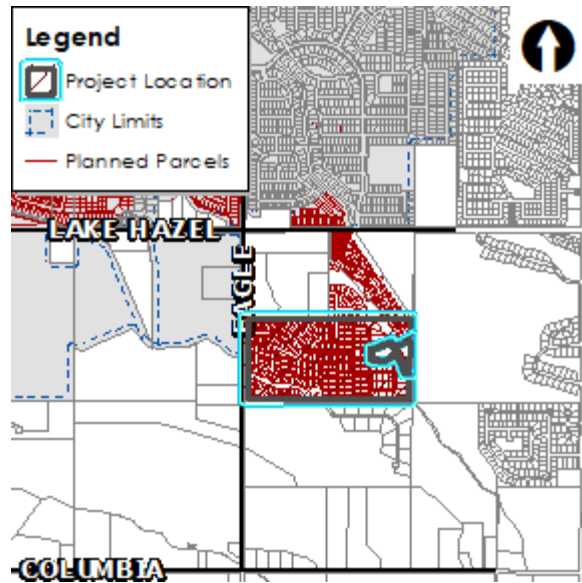 Legend
Project Location
City Limits
Planned Parcels
LAKE HAZEL
EAGLE
COLUMBIA